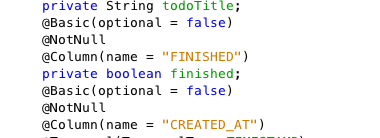 private String todoTitle;
@Basic(optional = false)
@NotNull
@Column(name = "FINISHED")
private boolean finished;
@Basic(optional = false)
@NotNull
@Column(name = "CREATED_AT")